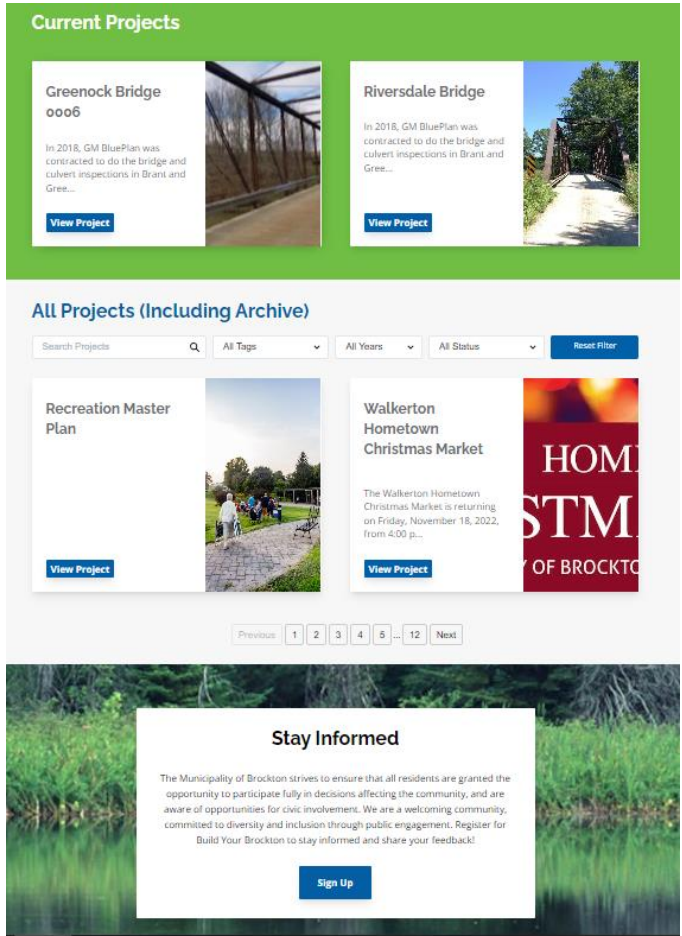 Current Projects
Greenock Bridge
0006
In 2018, GM BluePlan was
contracted to do the bridge and
culvert inspections in Brant and
Gree...
View Project
Riversdale Bridge
In 2018, GM BluePlan was
contracted to do the bridge and
culvert inspections in Brant and
Gree...
View Project
All Projects (Including Archive)
Search Projects
All Tags
All Years
All Status
Reset Filter
Recreation Master
Plan
View Project
Walkerton
Hometown
Christmas Market
The Walkerton Hometown
Christmas Market is returning
on Friday, November 18, 2022,
from 4:00 p...
View Project
HOM
STM
OF BROCKTO
Previous 1 2 3 4 5 ... 12 Next
Stay Informed
The Municipality of Brockton strives to ensure that all residents are granted the
opportunity to participate fully in decisions affecting the community, and are
aware of opportunities for civic involvement. We are a welcoming community,
committed to diversity and inclusion through public engagement. Register for
Build Your Brockton to stay informed and share your feedback!
Sign Up